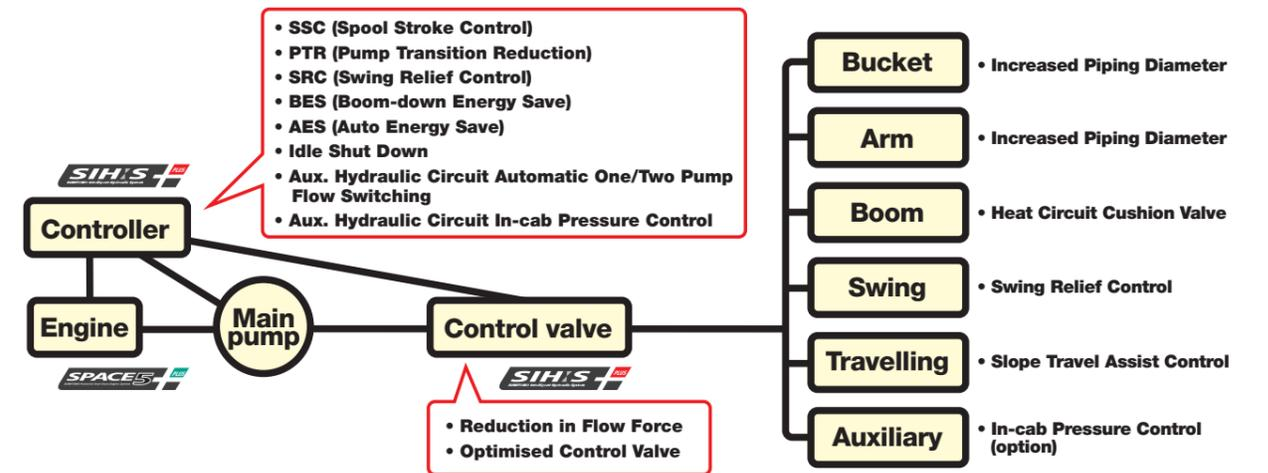 • SSC (Spool Stroke Control)
• PTR (Pump Transition Reduction)
• SRC (Swing Relief Control)
• BES (Boom-down Energy Save)
• AES (Auto Energy Save)
• Idle Shut Down
• Aux. Hydraulic Circuit Automatic One/Two Pump
Flow Switching
• Aux. Hydraulic Circuit In-cab Pressure Control
SIH:S+ PLUS
Controller
Engine
Main
pump
Control valve
SPACE5+ PLUS
SIH:S+ PLUS
• Reduction in Flow Force
• Optimised Control Valve
Bucket
• Increased Piping Diameter
Arm
• Increased Piping Diameter
Boom
• Heat Circuit Cushion Valve
Swing
• Swing Relief Control
Travelling
• Slope Travel Assist Control
Auxiliary
• In-cab Pressure Control
(option)